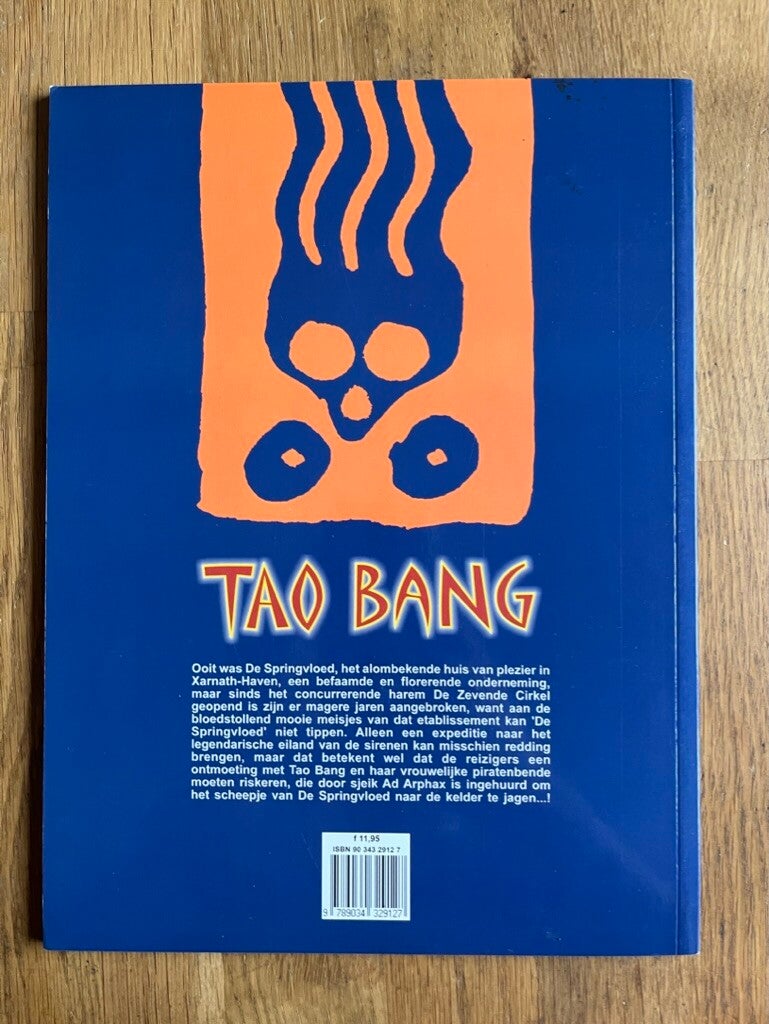 TAO BANG
Ooit was De Springvloed, het alombekende huis van plezier in
Xarnath-Haven, een befaamde en florerende onderneming,
maar sinds het concurrerende harem De Zevende Cirkel
geopend is zijn er magere jaren aangebroken, want aan de
bloedstollend mooie meisjes van dat etablissement kan 'De
Springvloed' niet tippen. Alleen een expeditie naar het
legendarische eiland van de sirenen kan misschien redding
brengen, maar dat betekent wel dat de reizigers een
ontmoeting met Tao Bang en haar vrouwelijke piratenbende
moeten riskeren, die door sjeik Ad Arphax is ingehuurd om
het scheepje van De Springvloed naar de kelder te jagen...!
f 11,95
ISBN 90 343 2912 7
9 789034 329127